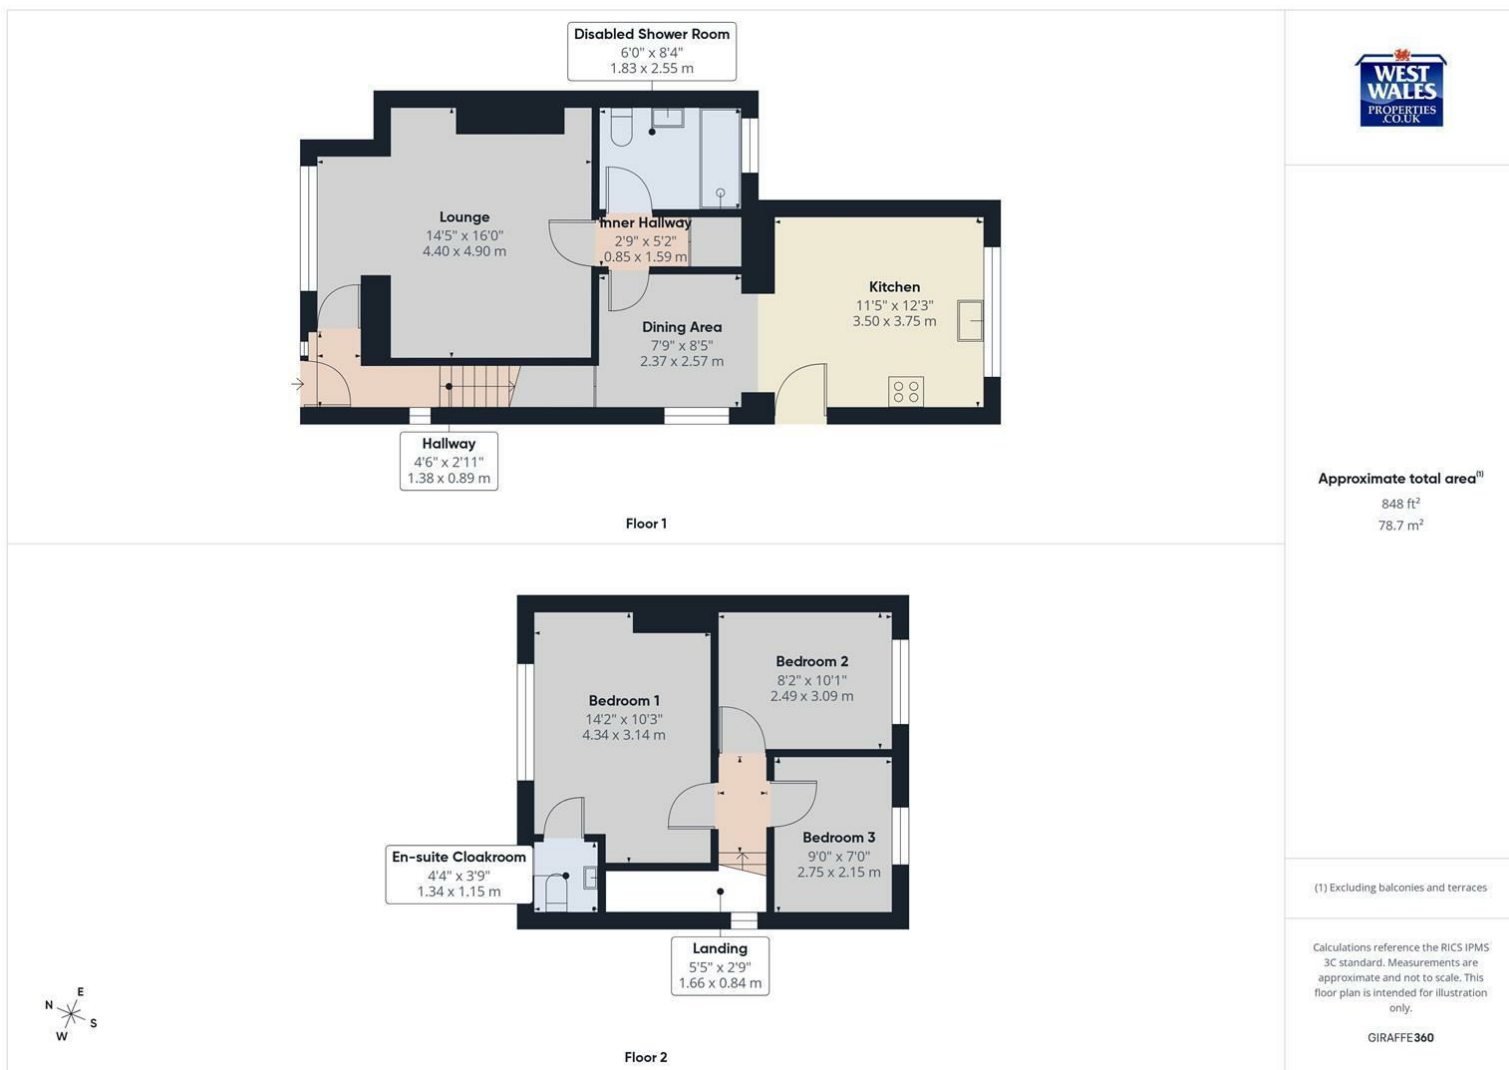 Disabled Shower Room
6'0" x 8'4"
1.83 x 2.55 m
Lounge
14'5" x 16'0"
4.40 x 4.90 m
Inner Hallway
2'9" x 5'2"
0.85 x 1.59 m
Kitchen
11'5" x 12'3"
3.50 x 3.75 m
Dining Area
7'9" x 8'5"
2.37 x 2.57 m
Hallway
4'6" x 2'11"
1.38 x 0.89 m
Floor 1
Bedroom 1
14'2" x 10'3"
4.34 x 3.14 m
Bedroom 2
8'2" x 10'1"
2.49 x 3.09 m
Bedroom 3
9'0" x 7'0"
2.75 x 2.15 m
En-suite Cloakroom
4'4" x 3'9"
1.34 x 1.15 m
Landing
5'5" x 2'9"
1.66 x 0.84 m
N
E
S
W
Floor 2
WEST
WALES
PROPERTIES
.CO.UK
Approximate total area(1)
848 ft²
78.7 m²
(1) Excluding balconies and terraces
Calculations reference the RICS IPMS
3C standard. Measurements are
approximate and not to scale. This
floor plan is intended for illustration
only.
GIRAFFE360